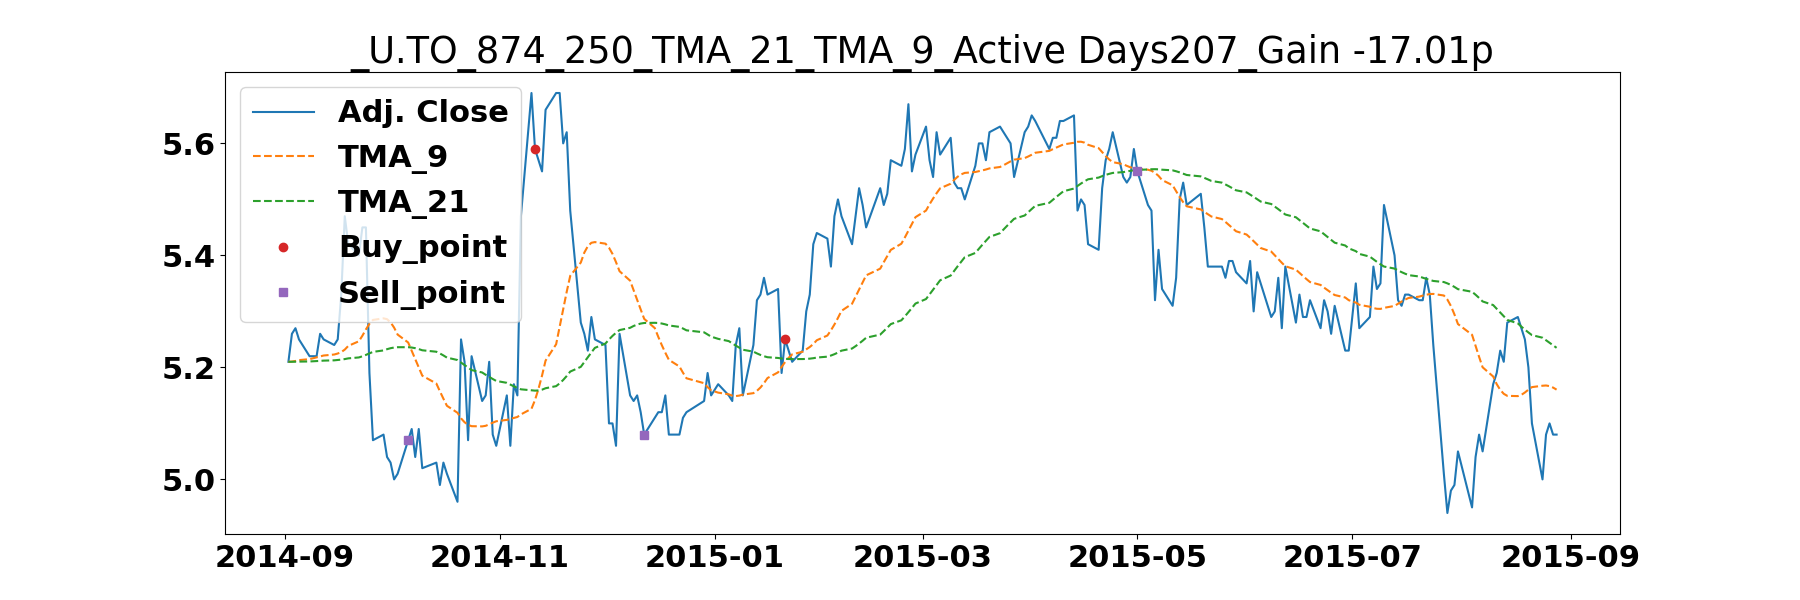 _U.TO_874_250_TMA_21_TMA_9_Active Days207_Gain -17.01p
Adj. Close
TMA_9
TMA_21
Buy_point
Sell_point
5.6
5.4
5.2
5.0
2014-09 2014-11 2015-01 2015-03 2015-05 2015-07 2015-09